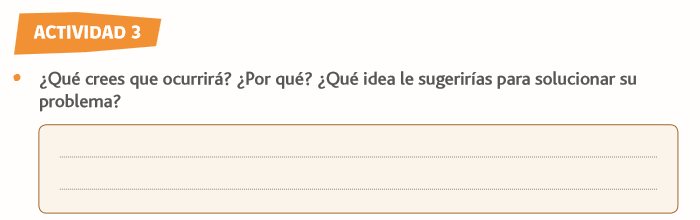 ACTIVIDAD 3
• ¿Qué crees que ocurrirá? ¿Por qué? ¿Qué idea le sugerirías para solucionar su
problema?